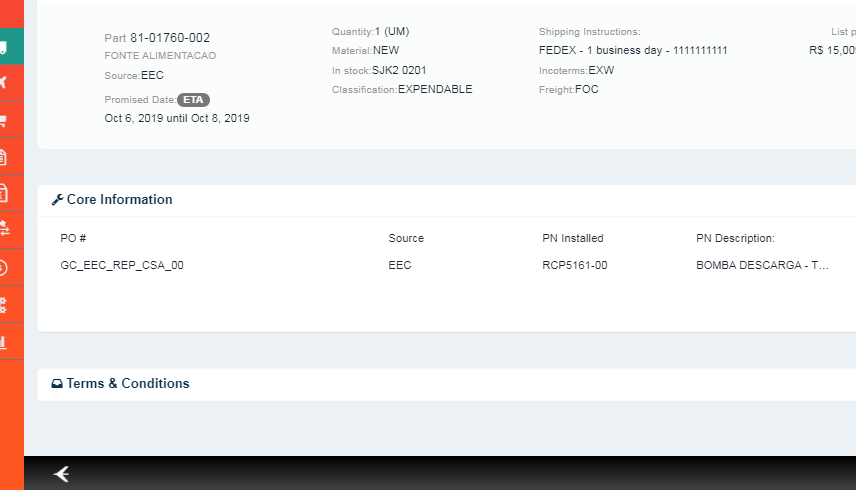 Part 81-01760-002
FONTE ALIMENTACAO
Source:EEC
Promised Date: ETA
Oct 6, 2019 until Oct 8, 2019
Quantity:1 (UM)
Material:NEW
In stock:SJK2 0201
Classification:EXPENDABLE
Shipping Instructions:
FEDEX - 1 business day - 1111111111
Incoterms:EXW
Freight:FOC
List p
R$ 15,009
Core Information
PO # Source PN Installed PN Description:
GC_EEC_REP_CSA_00 EEC RCP5161-00 BOMBA DESCARGA - T...
Terms & Conditions